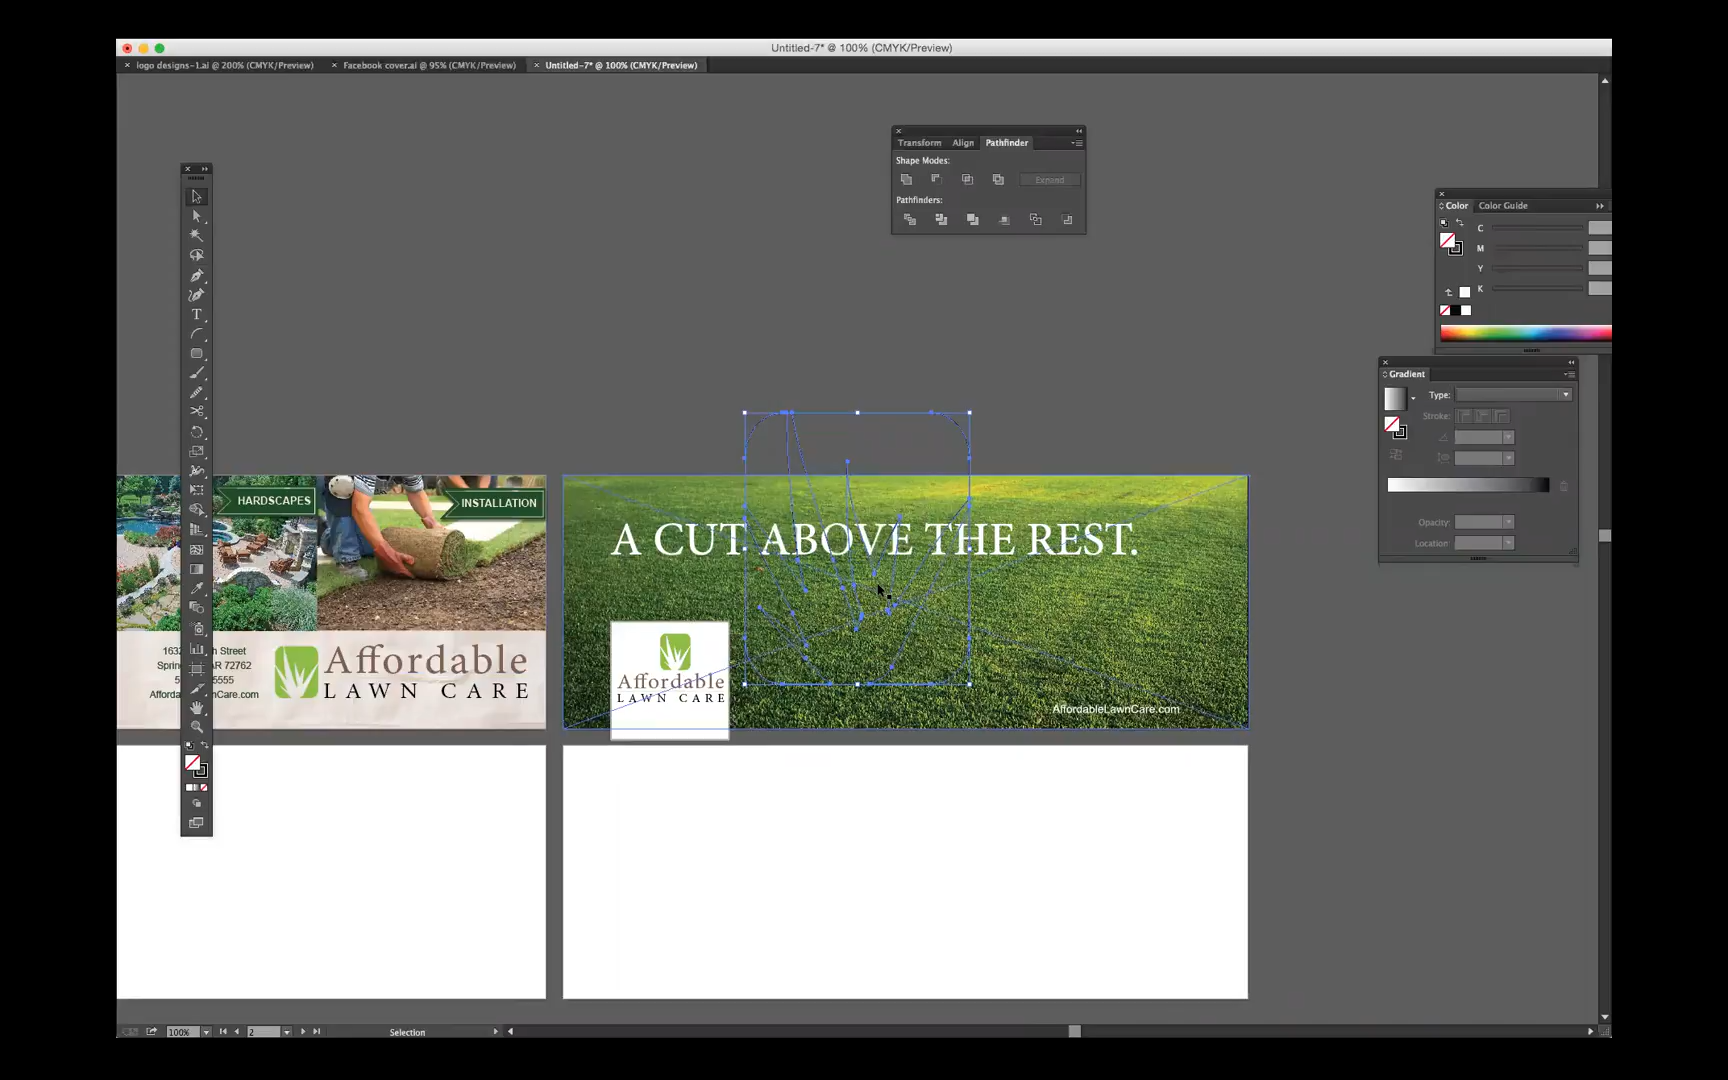 Untitled-7* @ 100% (CMYK/Preview)
logo designs-1.ai @ 200% (CMYK/Preview)
Facebook cover.ai @ 95% (CMYK/Preview)
Untitled-7* @ 100% (CMYK/Preview)
Transform Align Pathfinder
Shape Modes:
Expand
Pathfinders:
Color Color Guide
C
M
Y
K
Gradient
Type:
Stroke:
Opacity:
Location:
HARDSCAPES
INSTALLATION
AR 72762
5555
Affordable
LAWN CARE
A CUT ABOVE THE REST.
Affordable
LAWN CARE
AffordableLawnCare.com
100%
2
Selection